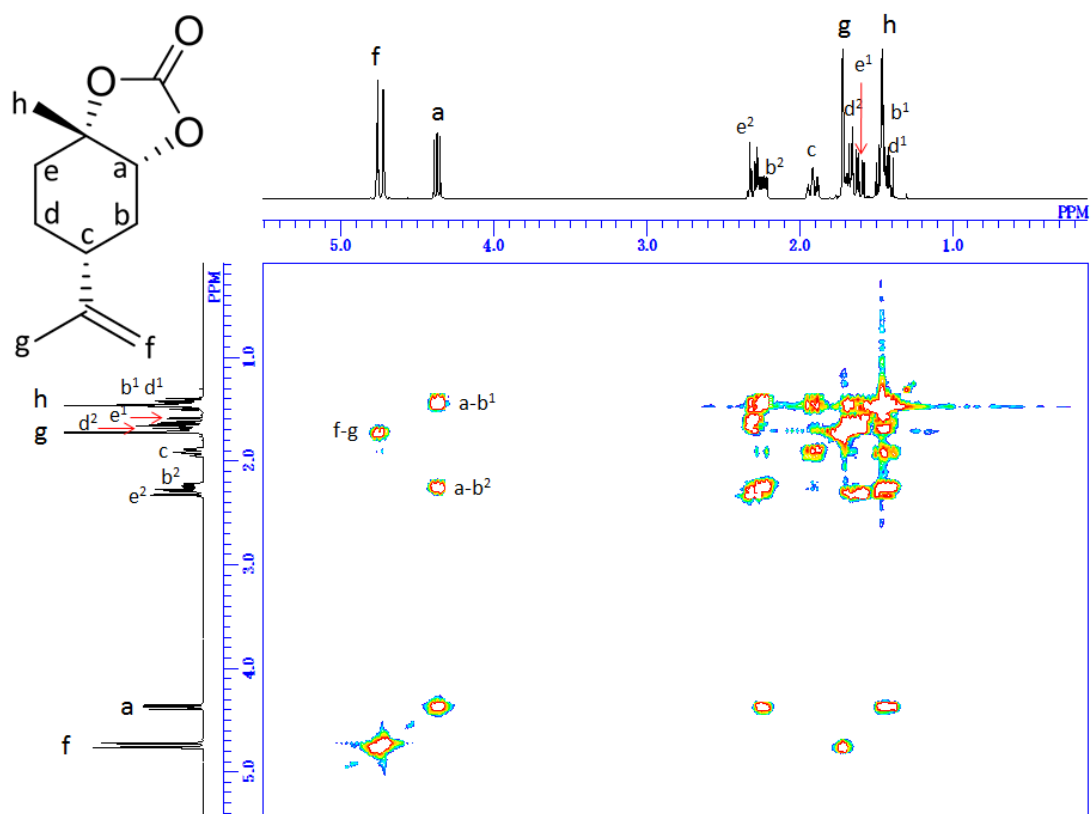 O
O
O
h
e
a
d
b
c
g
f
f
a
e²
b²
c
g
d²
e¹
h
b¹
d¹
PPM
5.0
4.0
3.0
2.0
1.0
PPM
1.0
2.0
3.0
4.0
5.0
h
b¹ d¹
e¹
d²
g
c
b²
e²
a
f
a-b¹
f-g
a-b²